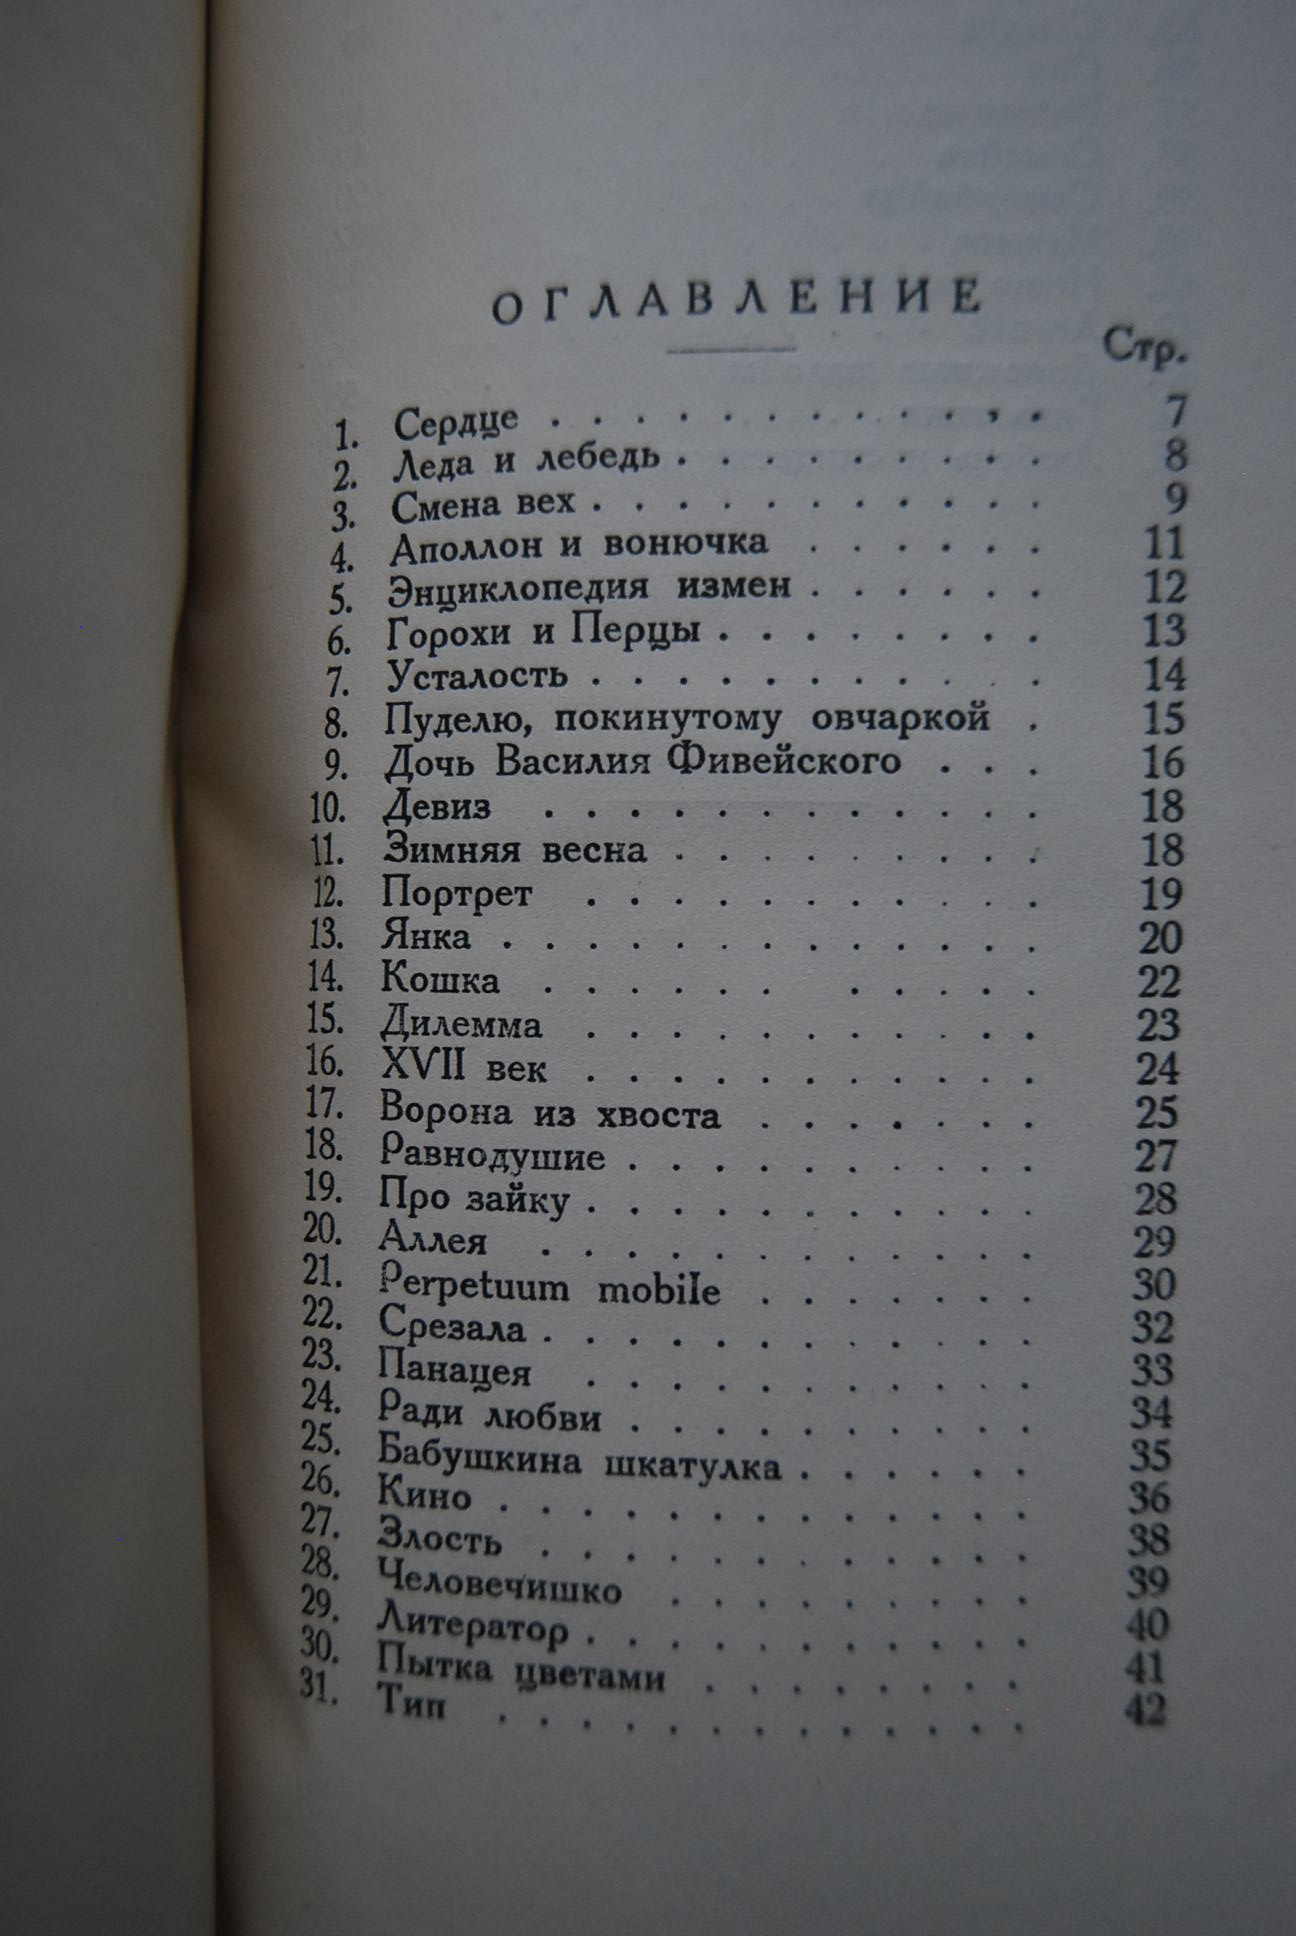 ОГЛАВЛЕНИЕ
Стр.
1. Сердце . . . . . . . . . . . . 7
2. Леда и лебедь . . . . . . . . . 8
3. Смена вех . . . . . . . . . . . 9
4. Аполлон и вонючка . . . . . . 11
5. Энциклопедия измен . . . . . . 12
6. Горохи и Перцы . . . . . . . . 13
7. Усталость . . . . . . . . . . . 14
8. Пуделю, покинутому овчаркой . 15
9. Дочь Василия Фивейского . . . 16
10. Девиз . . . . . . . . . . . . 18
11. Зимняя весна . . . . . . . . . 18
12. Портрет . . . . . . . . . . . 19
13. Янка . . . . . . . . . . . . . 20
14. Кошка . . . . . . . . . . . 22
15. Дилемма . . . . . . . . . . . 23
16. XVII век . . . . . . . . . . . 24
17. Ворона из хвоста . . . . . . . 25
18. Равнодушие . . . . . . . . . . 27
19. Про зайку . . . . . . . . . . . 28
20. Аллея . . . . . . . . . . . . 29
21. Perpetuum mobile . . . . . . . 30
22. Срезала . . . . . . . . . . . . 32
23. Панацея . . . . . . . . . . . 33
24. Ради любви . . . . . . . . . . 34
25. Бабушкина шкатулка . . . . . . 35
26. Кино . . . . . . . . . . . . . 36
27. Злость . . . . . . . . . . . . 38
28. Человечишко . . . . . . . . . 39
29. Литератор . . . . . . . . . . . 40
30. Пытка цветами . . . . . . . . 41
31. Тип . . . . . . . . . . . . . 42